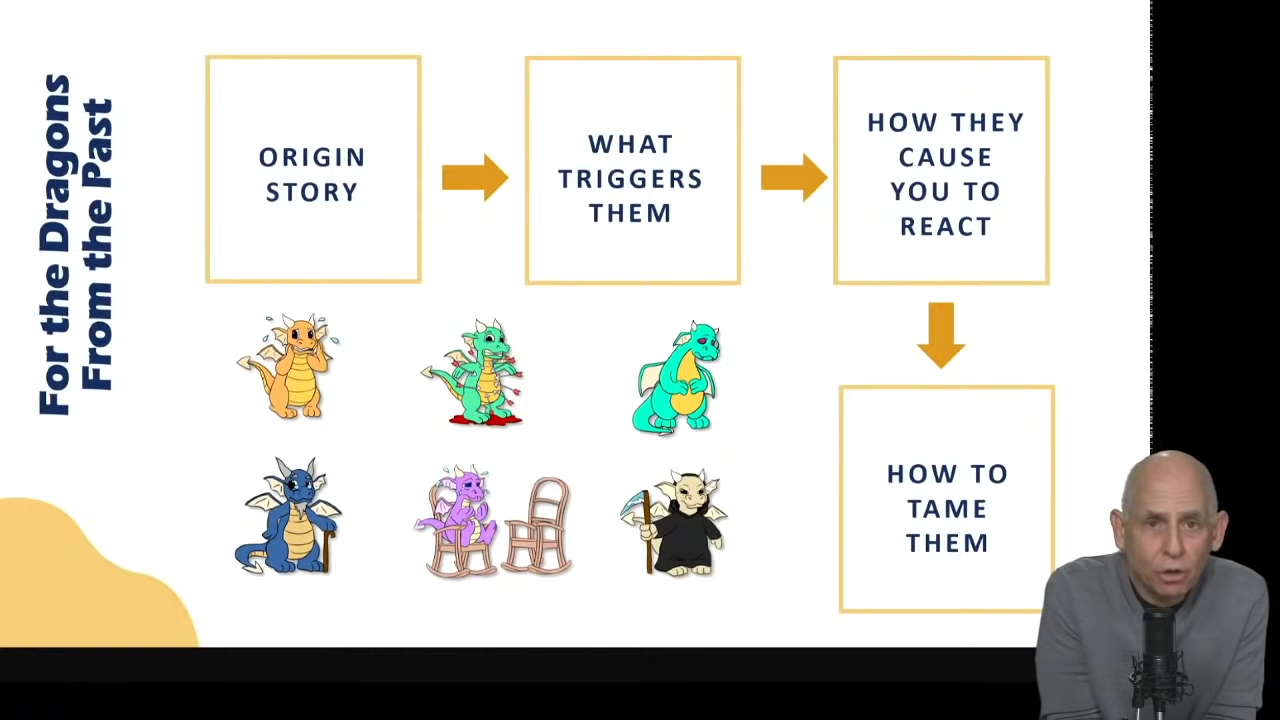 For the Dragons
From the Past
ORIGIN
STORY
WHAT
TRIGGERS
THEM
HOW THEY
CAUSE
YOU TO
REACT
HOW TO
TAME
THEM